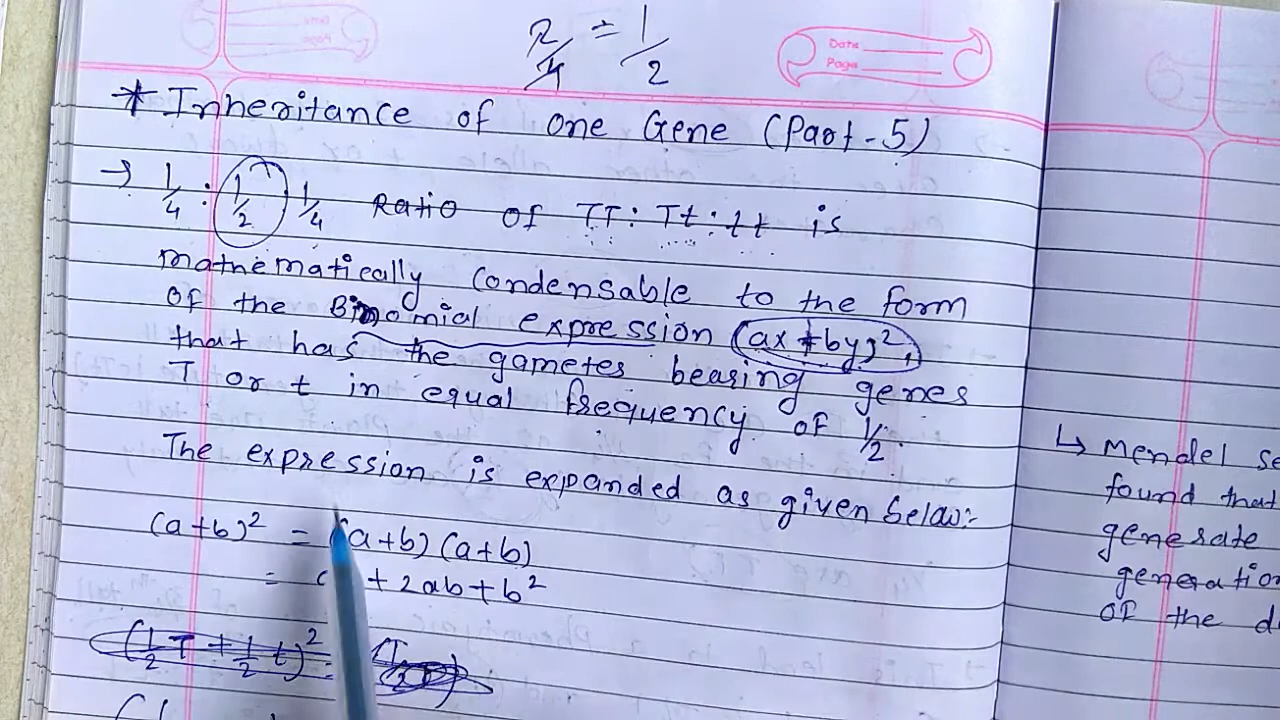 2/4 = 1/2
Date
Page
* Inheritance of one Gene (Part-5)
→ 1/4 : 1/2 : 1/4 Ratio of TT : Tt : tt is
mathematically condensable to the form
of the Binomial expression (ax+by)²,
that has the gametes bearing genes
T or t in equal frequency of 1/2.
The expression is expanded as given below:-
(a+b)² = (a+b) (a+b)
= + 2ab + b²
(1/2 T + 1/2 t)² =
↳ Mendel se
found that
generate
generation
of the d